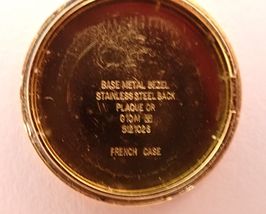 BASE METAL BEZEL
STAINLESS STEEL BACK
PLAQUE OR
G10M
FRENCH CASE